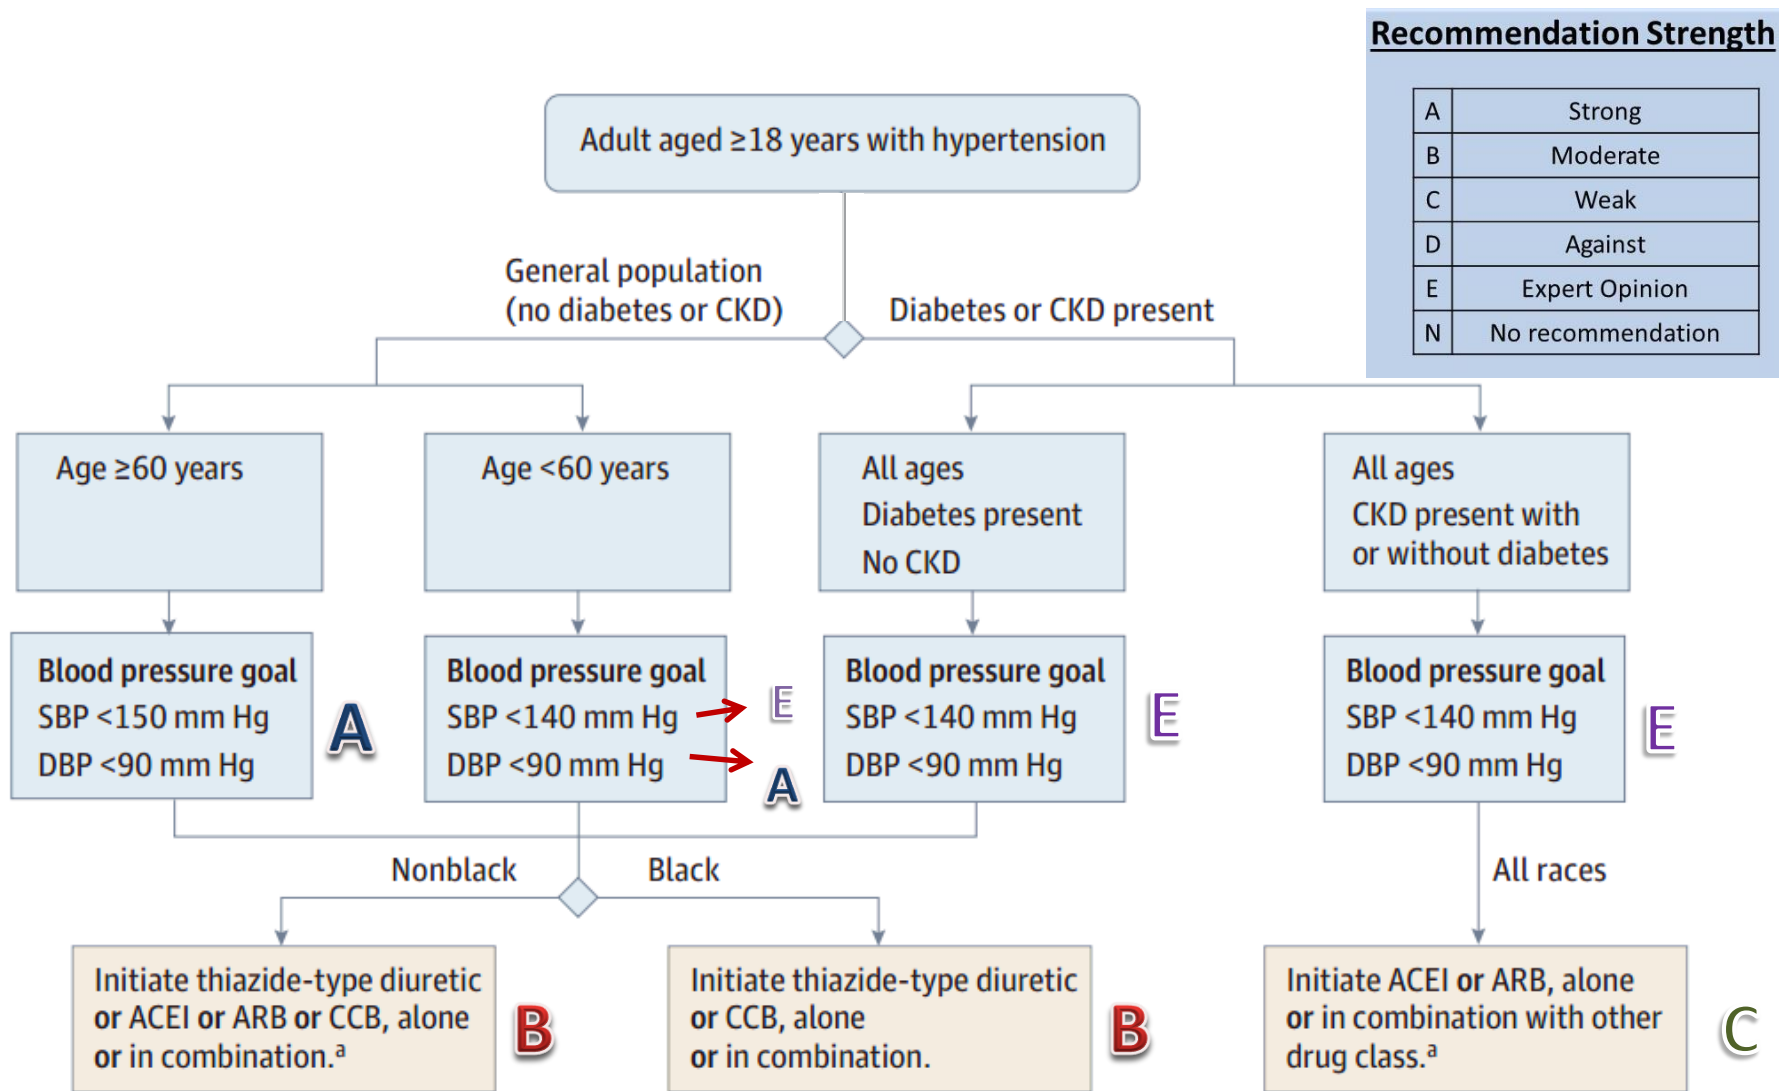 Recommendation Strength
A Strong
B Moderate
C Weak
D Against
E Expert Opinion
N No recommendation
Adult aged ≥18 years with hypertension
General population
(no diabetes or CKD)
Diabetes or CKD present
Age ≥60 years
Age <60 years
All ages
Diabetes present
No CKD
All ages
CKD present with
or without diabetes
Blood pressure goal
SBP <150 mm Hg
DBP <90 mm Hg
A
Blood pressure goal
SBP <140 mm Hg
DBP <90 mm Hg
E
A
Blood pressure goal
SBP <140 mm Hg
DBP <90 mm Hg
E
Blood pressure goal
SBP <140 mm Hg
DBP <90 mm Hg
E
Nonblack
Black
All races
Initiate thiazide-type diuretic
or ACEI or ARB or CCB, alone
or in combination.ª
B
Initiate thiazide-type diuretic
or CCB, alone
or in combination.
B
Initiate ACEI or ARB, alone
or in combination with other
drug class.ª
C